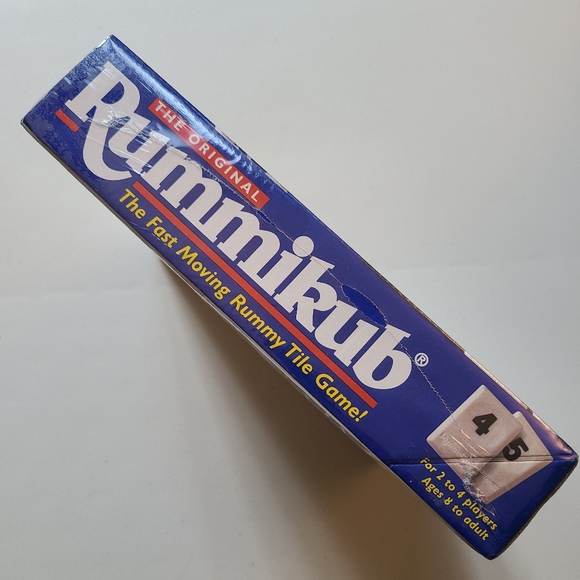 THE ORIGINAL
Rummikub®
The Fast Moving Rummy Tile Game!
4 5
For 2 to 4 players
Ages 8 to adult